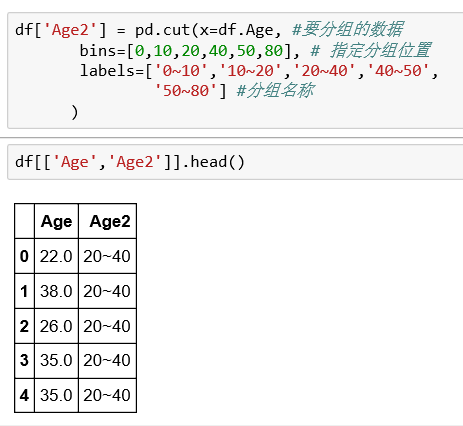 df['Age2'] = pd.cut(x=df.Age, #要分组的数据
bins=[0,10,20,40,50,80], # 指定分组位置
labels=['0~10','10~20','20~40','40~50',
'50~80'] #分组名称
)
df[['Age','Age2']].head()
Age Age2
0 22.0 20~40
1 38.0 20~40
2 26.0 20~40
3 35.0 20~40
4 35.0 20~40